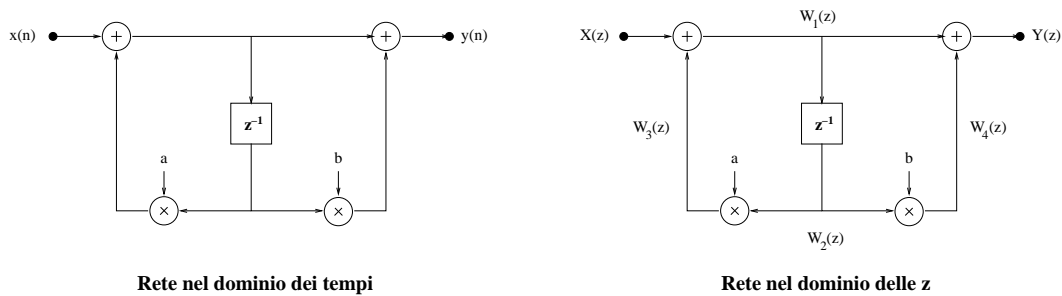 x(n)
+
+
y(n)
z⁻¹
a
b
×
×
Rete nel dominio dei tempi
W₁(z)
X(z)
+
+
Y(z)
W₃(z)
z⁻¹
W₄(z)
a
b
×
×
W₂(z)
Rete nel dominio delle z